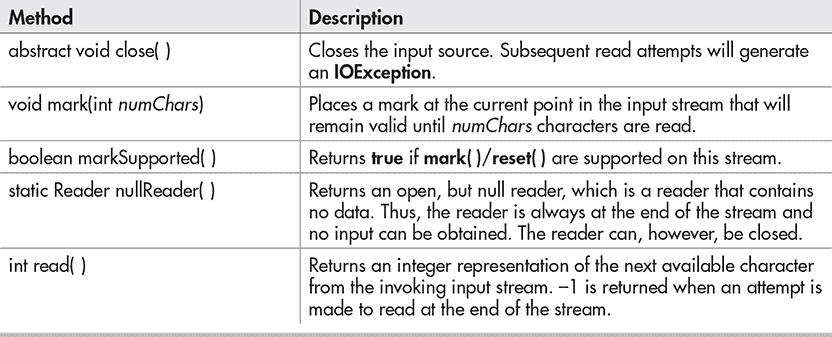 Method Description
abstract void close( ) Closes the input source. Subsequent read attempts will generate
an IOException.
void mark(int numChars) Places a mark at the current point in the input stream that will
remain valid until numChars characters are read.
boolean markSupported( ) Returns true if mark( )/reset( ) are supported on this stream.
static Reader nullReader( ) Returns an open, but null reader, which is a reader that contains
no data. Thus, the reader is always at the end of the stream and
no input can be obtained. The reader can, however, be closed.
int read( ) Returns an integer representation of the next available character
from the invoking input stream. –1 is returned when an attempt is
made to read at the end of the stream.